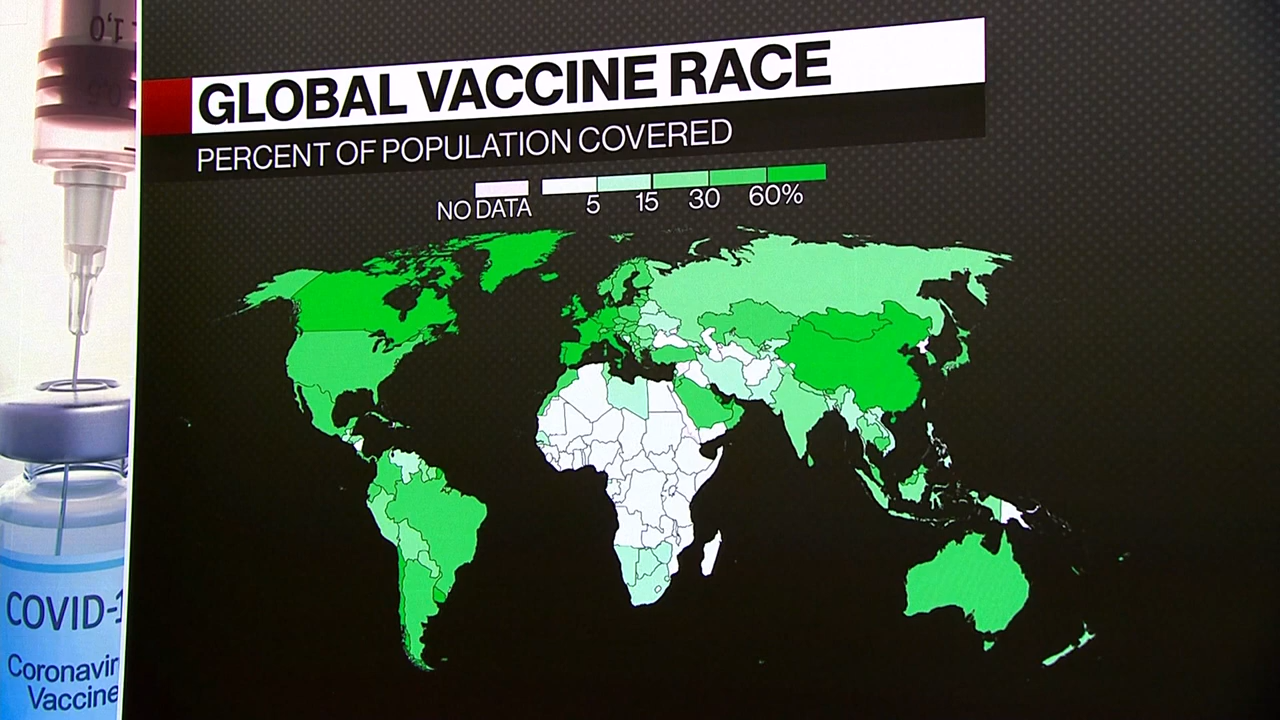 GLOBAL VACCINE RACE
PERCENT OF POPULATION COVERED
NO DATA 5 15 30 60%
COVID-1
Coronavir
Vaccine